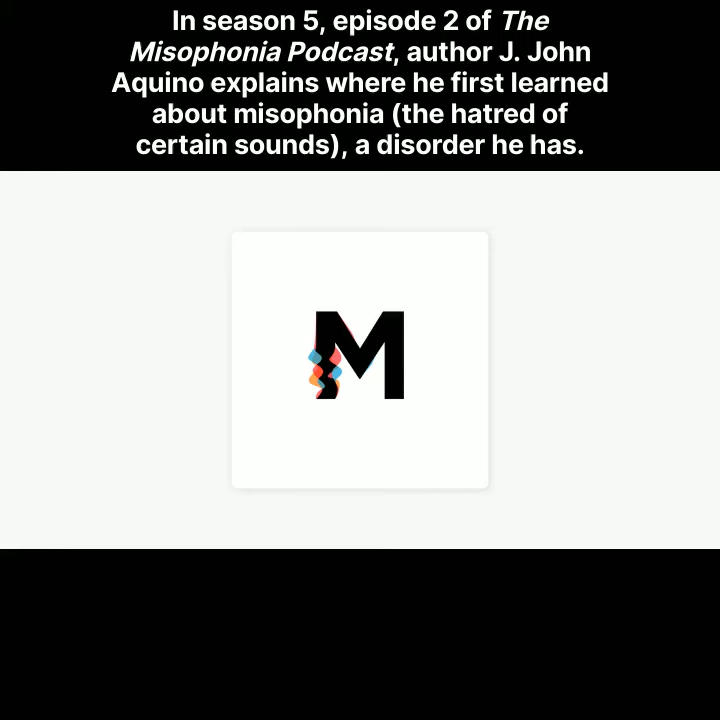 In season 5, episode 2 of The
Misophonia Podcast, author J. John
Aquino explains where he first learned
about misophonia (the hatred of
certain sounds), a disorder he has.
M